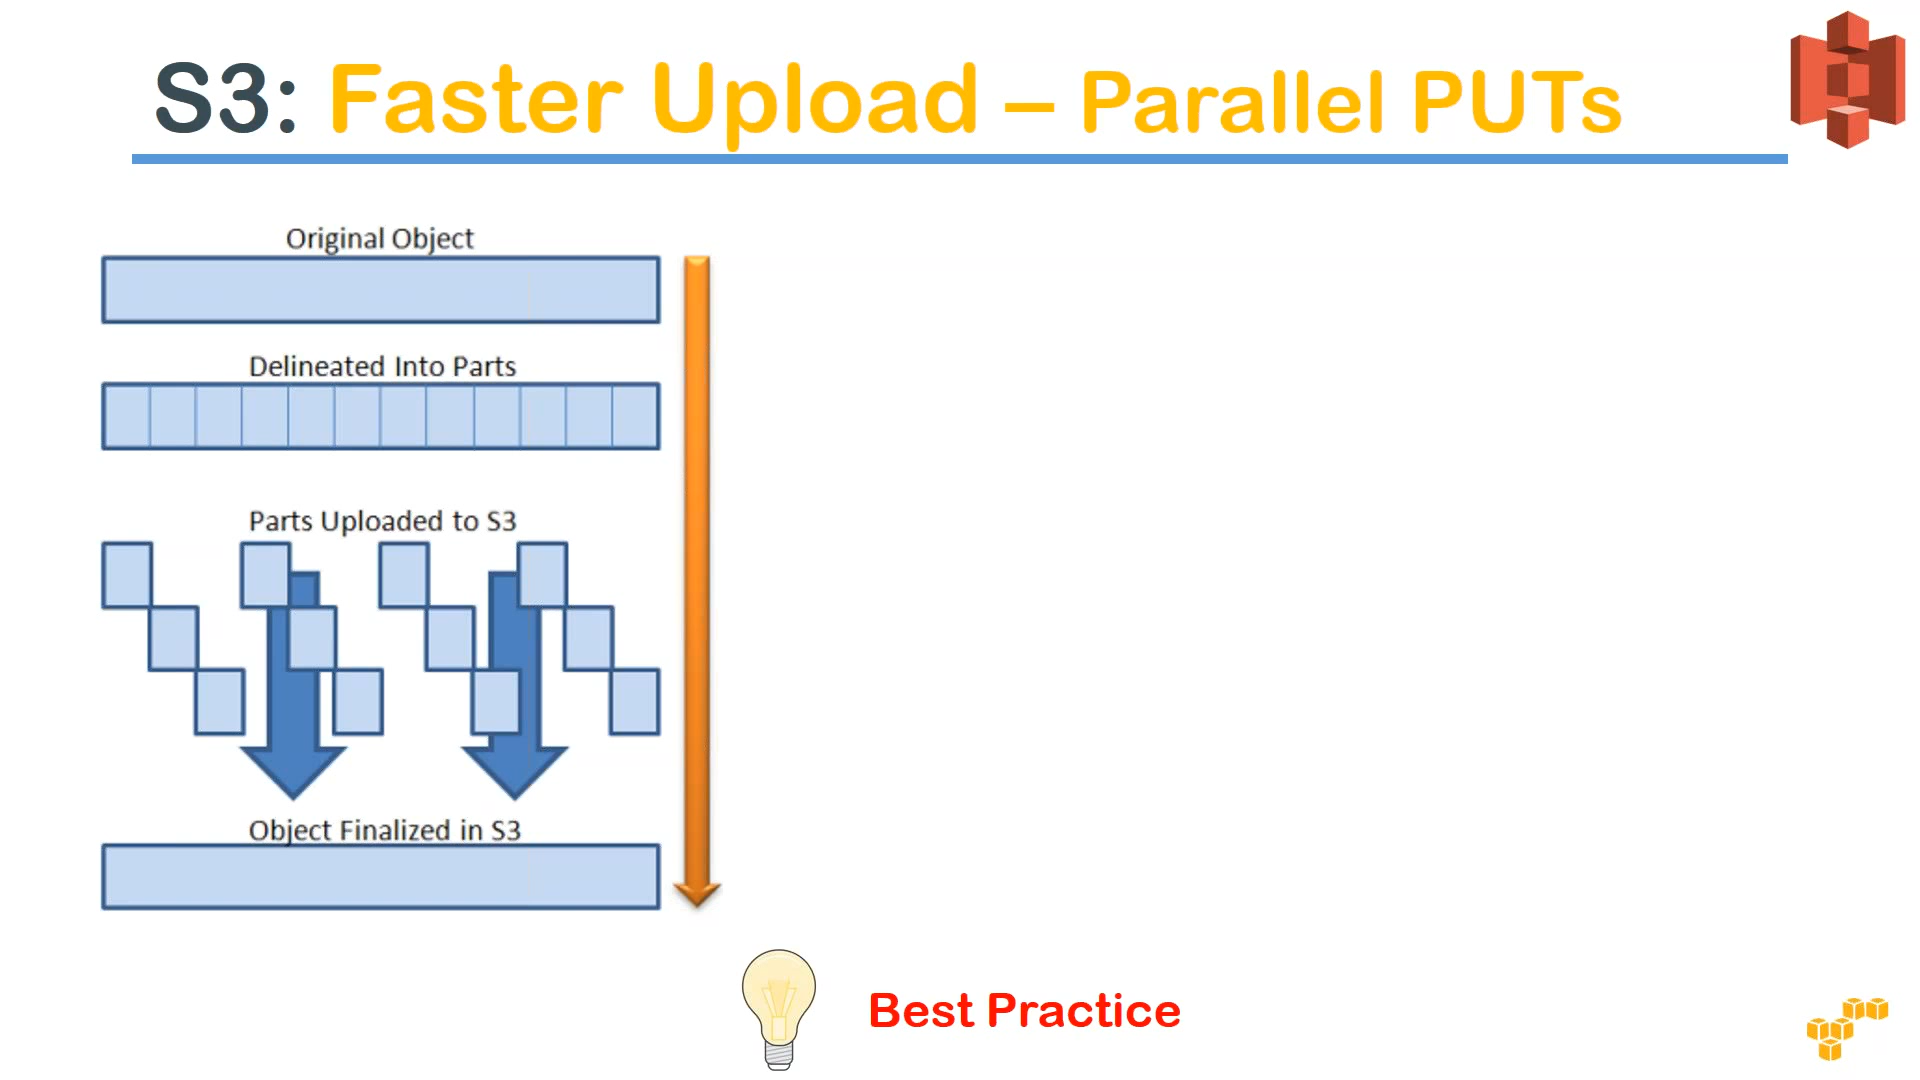 S3: Faster Upload – Parallel PUTs
Original Object
Delineated Into Parts
Parts Uploaded to S3
Object Finalized in S3
Best Practice